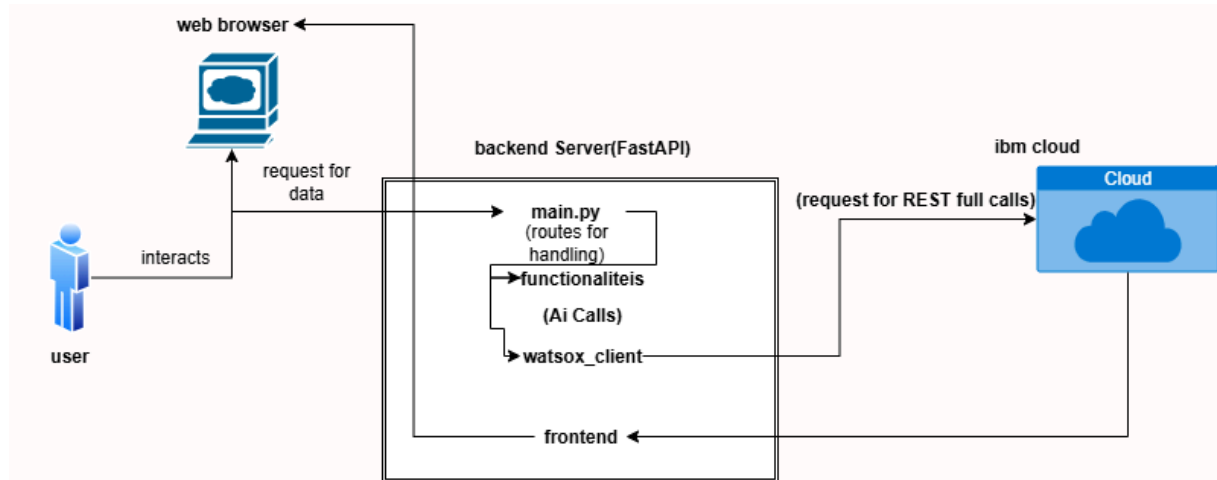 web browser
backend Server(FastAPI)
ibm cloud
request for
data
Cloud
(request for REST full calls)
main.py
(routes for
handling)
interacts
functionaliteis
(Ai Calls)
user
watsox_client
frontend